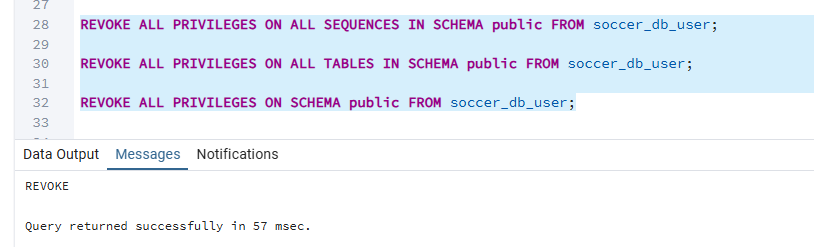 27
28 REVOKE ALL PRIVILEGES ON ALL SEQUENCES IN SCHEMA public FROM soccer_db_user;
29
30 REVOKE ALL PRIVILEGES ON ALL TABLES IN SCHEMA public FROM soccer_db_user;
31
32 REVOKE ALL PRIVILEGES ON SCHEMA public FROM soccer_db_user;
33
Data Output Messages Notifications
REVOKE
Query returned successfully in 57 msec.